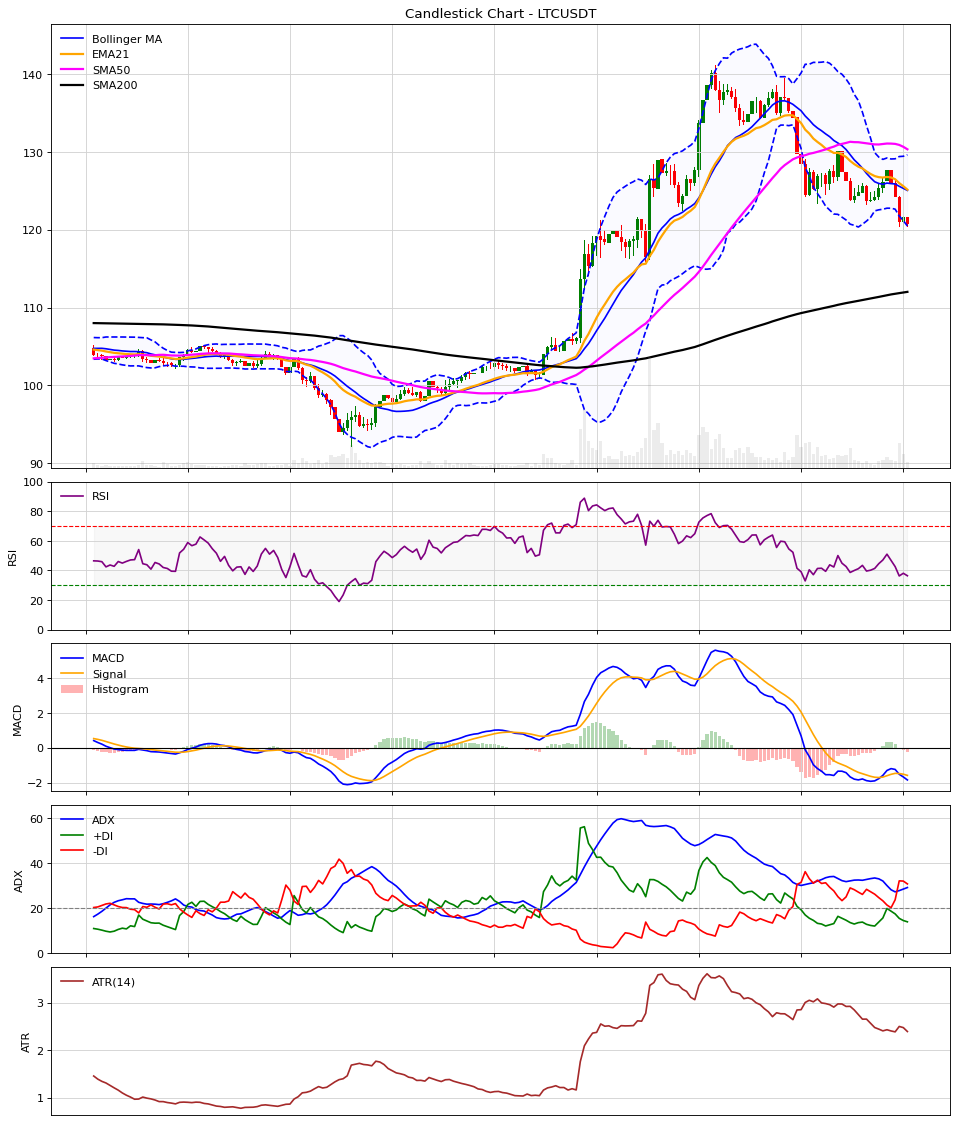 Candlestick Chart - LTCUSDT
Bollinger MA
EMA21
SMA50
SMA200
140
130
120
110
100
90
RSI
RSI
100
80
60
40
20
0
MACD
Signal
Histogram
MACD
4
2
0
−2
ADX
+DI
-DI
ADX
60
40
20
0
ATR(14)
ATR
3
2
1